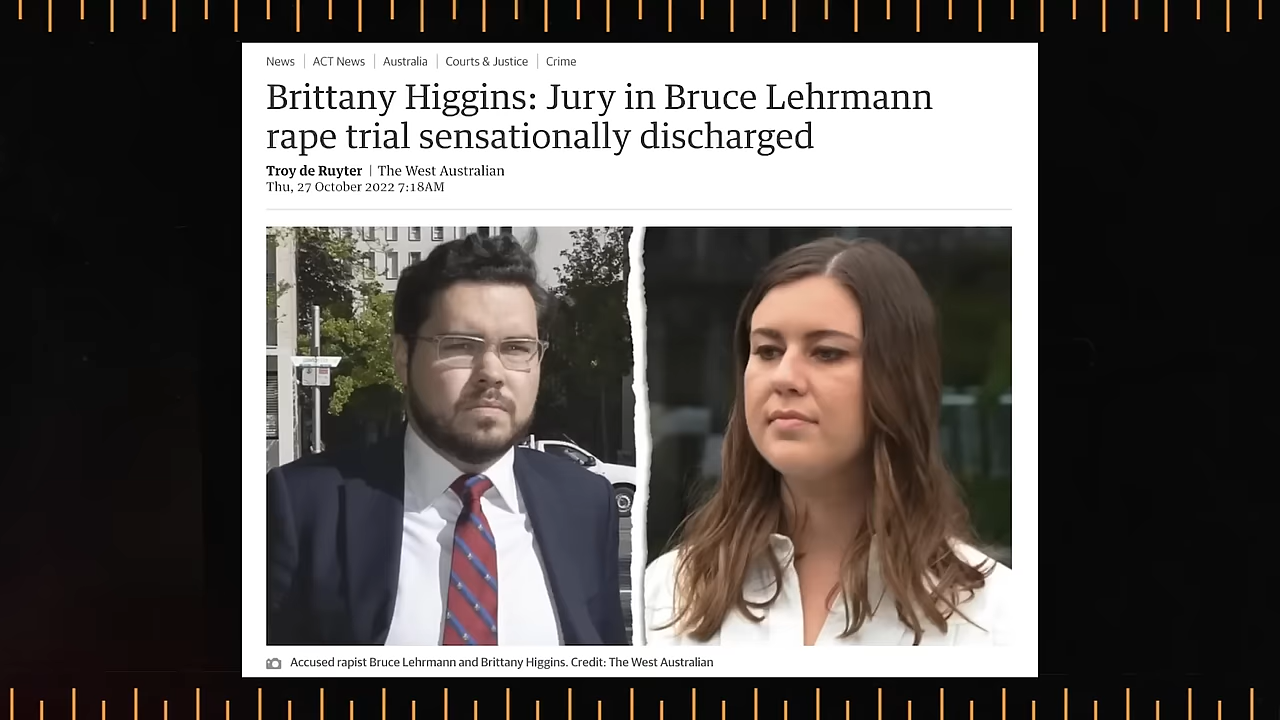 News | ACT News | Australia | Courts & Justice | Crime
Brittany Higgins: Jury in Bruce Lehrmann
rape trial sensationally discharged
Troy de Ruyter | The West Australian
Thu, 27 October 2022 7:18AM
Accused rapist Bruce Lehrmann and Brittany Higgins. Credit: The West Australian